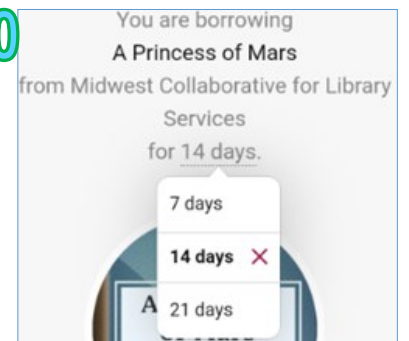 0
You are borrowing
A Princess of Mars
from Midwest Collaborative for Library
Services
for 14 days.
7 days
14 days ×
A 21 days